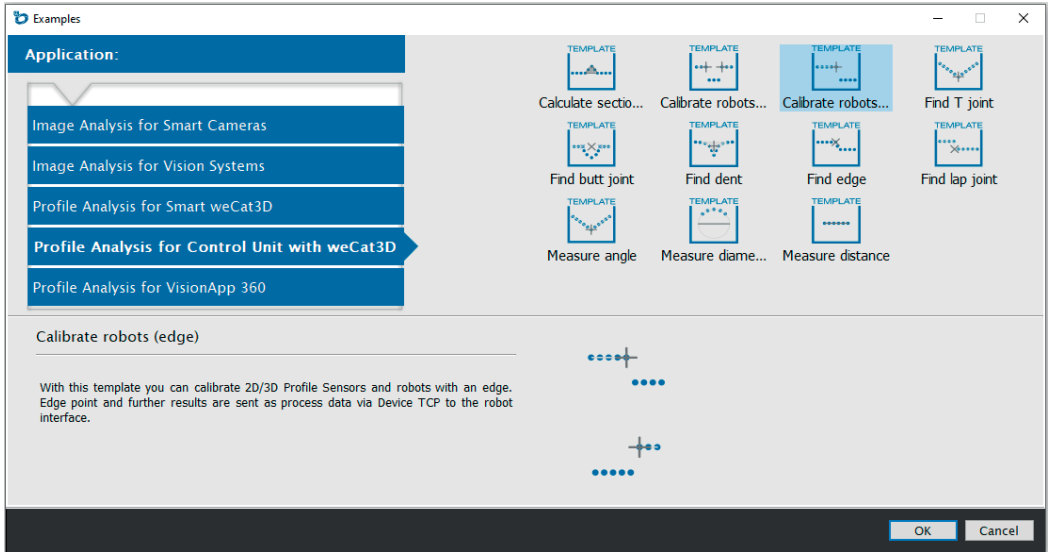 Examples
Application:
Image Analysis for Smart Cameras
Image Analysis for Vision Systems
Profile Analysis for Smart weCat3D
Profile Analysis for Control Unit with weCat3D
Profile Analysis for VisionApp 360
TEMPLATE TEMPLATE TEMPLATE TEMPLATE
Calculate sectio... Calibrate robots... Calibrate robots... Find T joint
TEMPLATE TEMPLATE TEMPLATE TEMPLATE
Find butt joint Find dent Find edge Find lap joint
TEMPLATE TEMPLATE TEMPLATE
Measure angle Measure diame... Measure distance
Calibrate robots (edge)
With this template you can calibrate 2D/3D Profile Sensors and robots with an edge.
Edge point and further results are sent as process data via Device TCP to the robot
interface.
OK Cancel